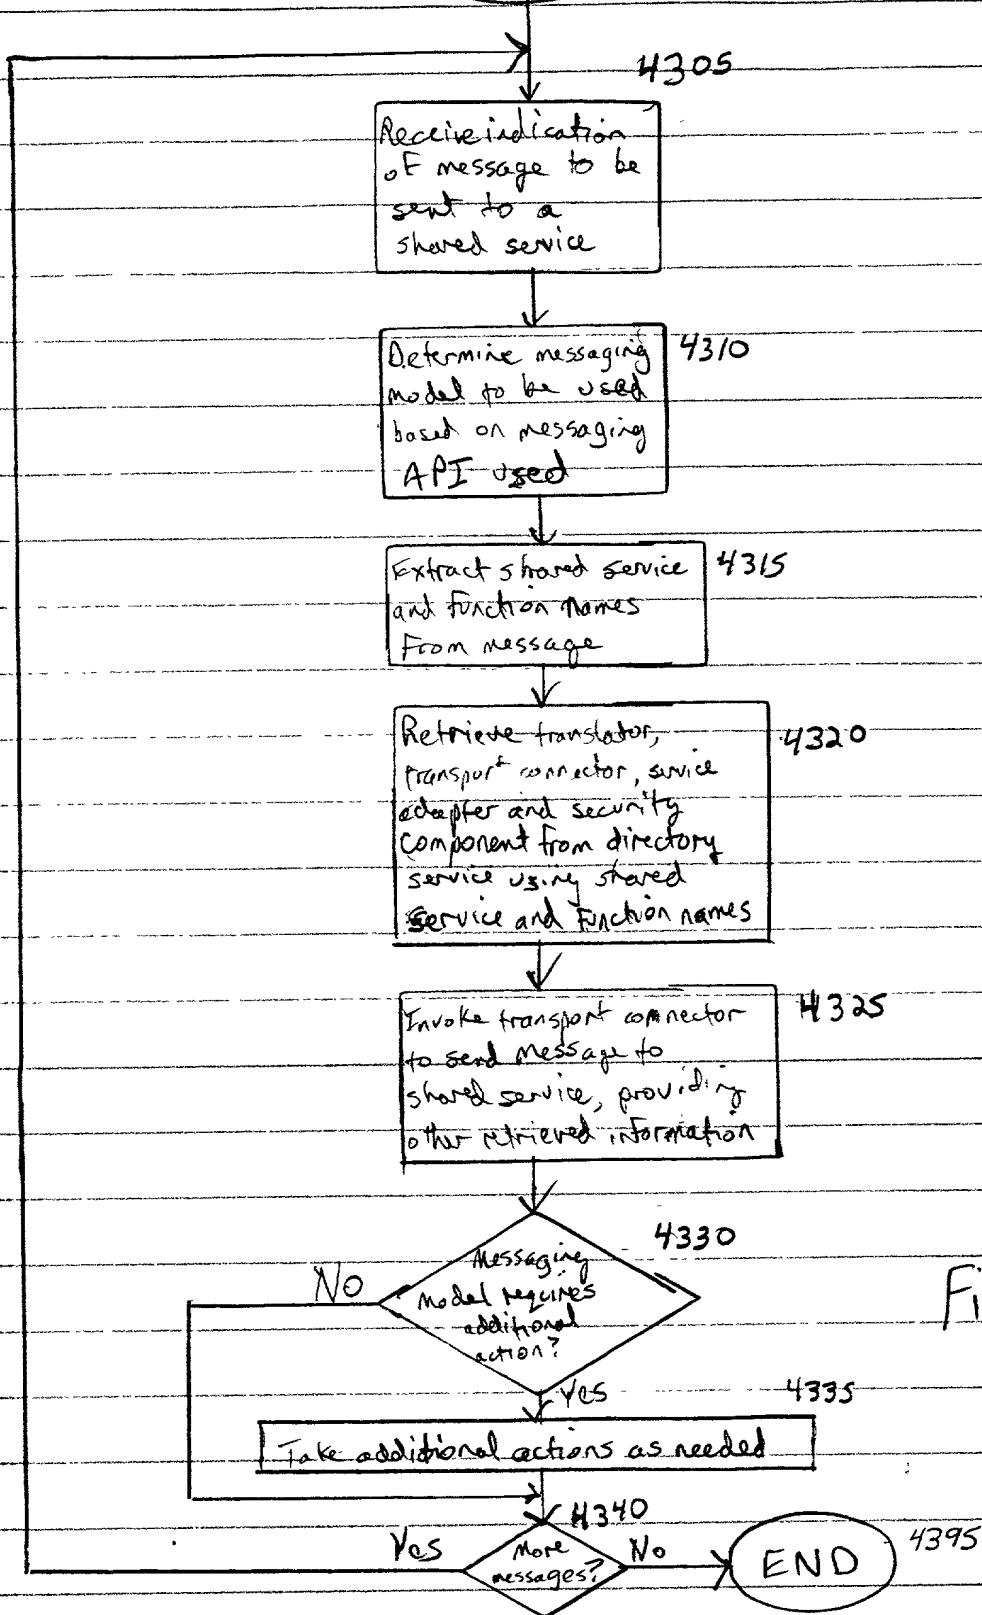 4305
Receive indication
of message to be
sent to a
shared service
4310
Determine messaging
model to be used
based on messaging
API used
4315
Extract shared service
and function names
from message
4320
Retrieve translator,
transport connector, service
adapter and security
component from directory
service using shared
service and function names
4325
Invoke transport connector
to send message to
shared service, providing
other retrieved information
4330
Messaging
model requires
additional
action?
No
Fi
Yes
4335
Take additional actions as needed
4340
Yes
More
messages?
No
END
4395